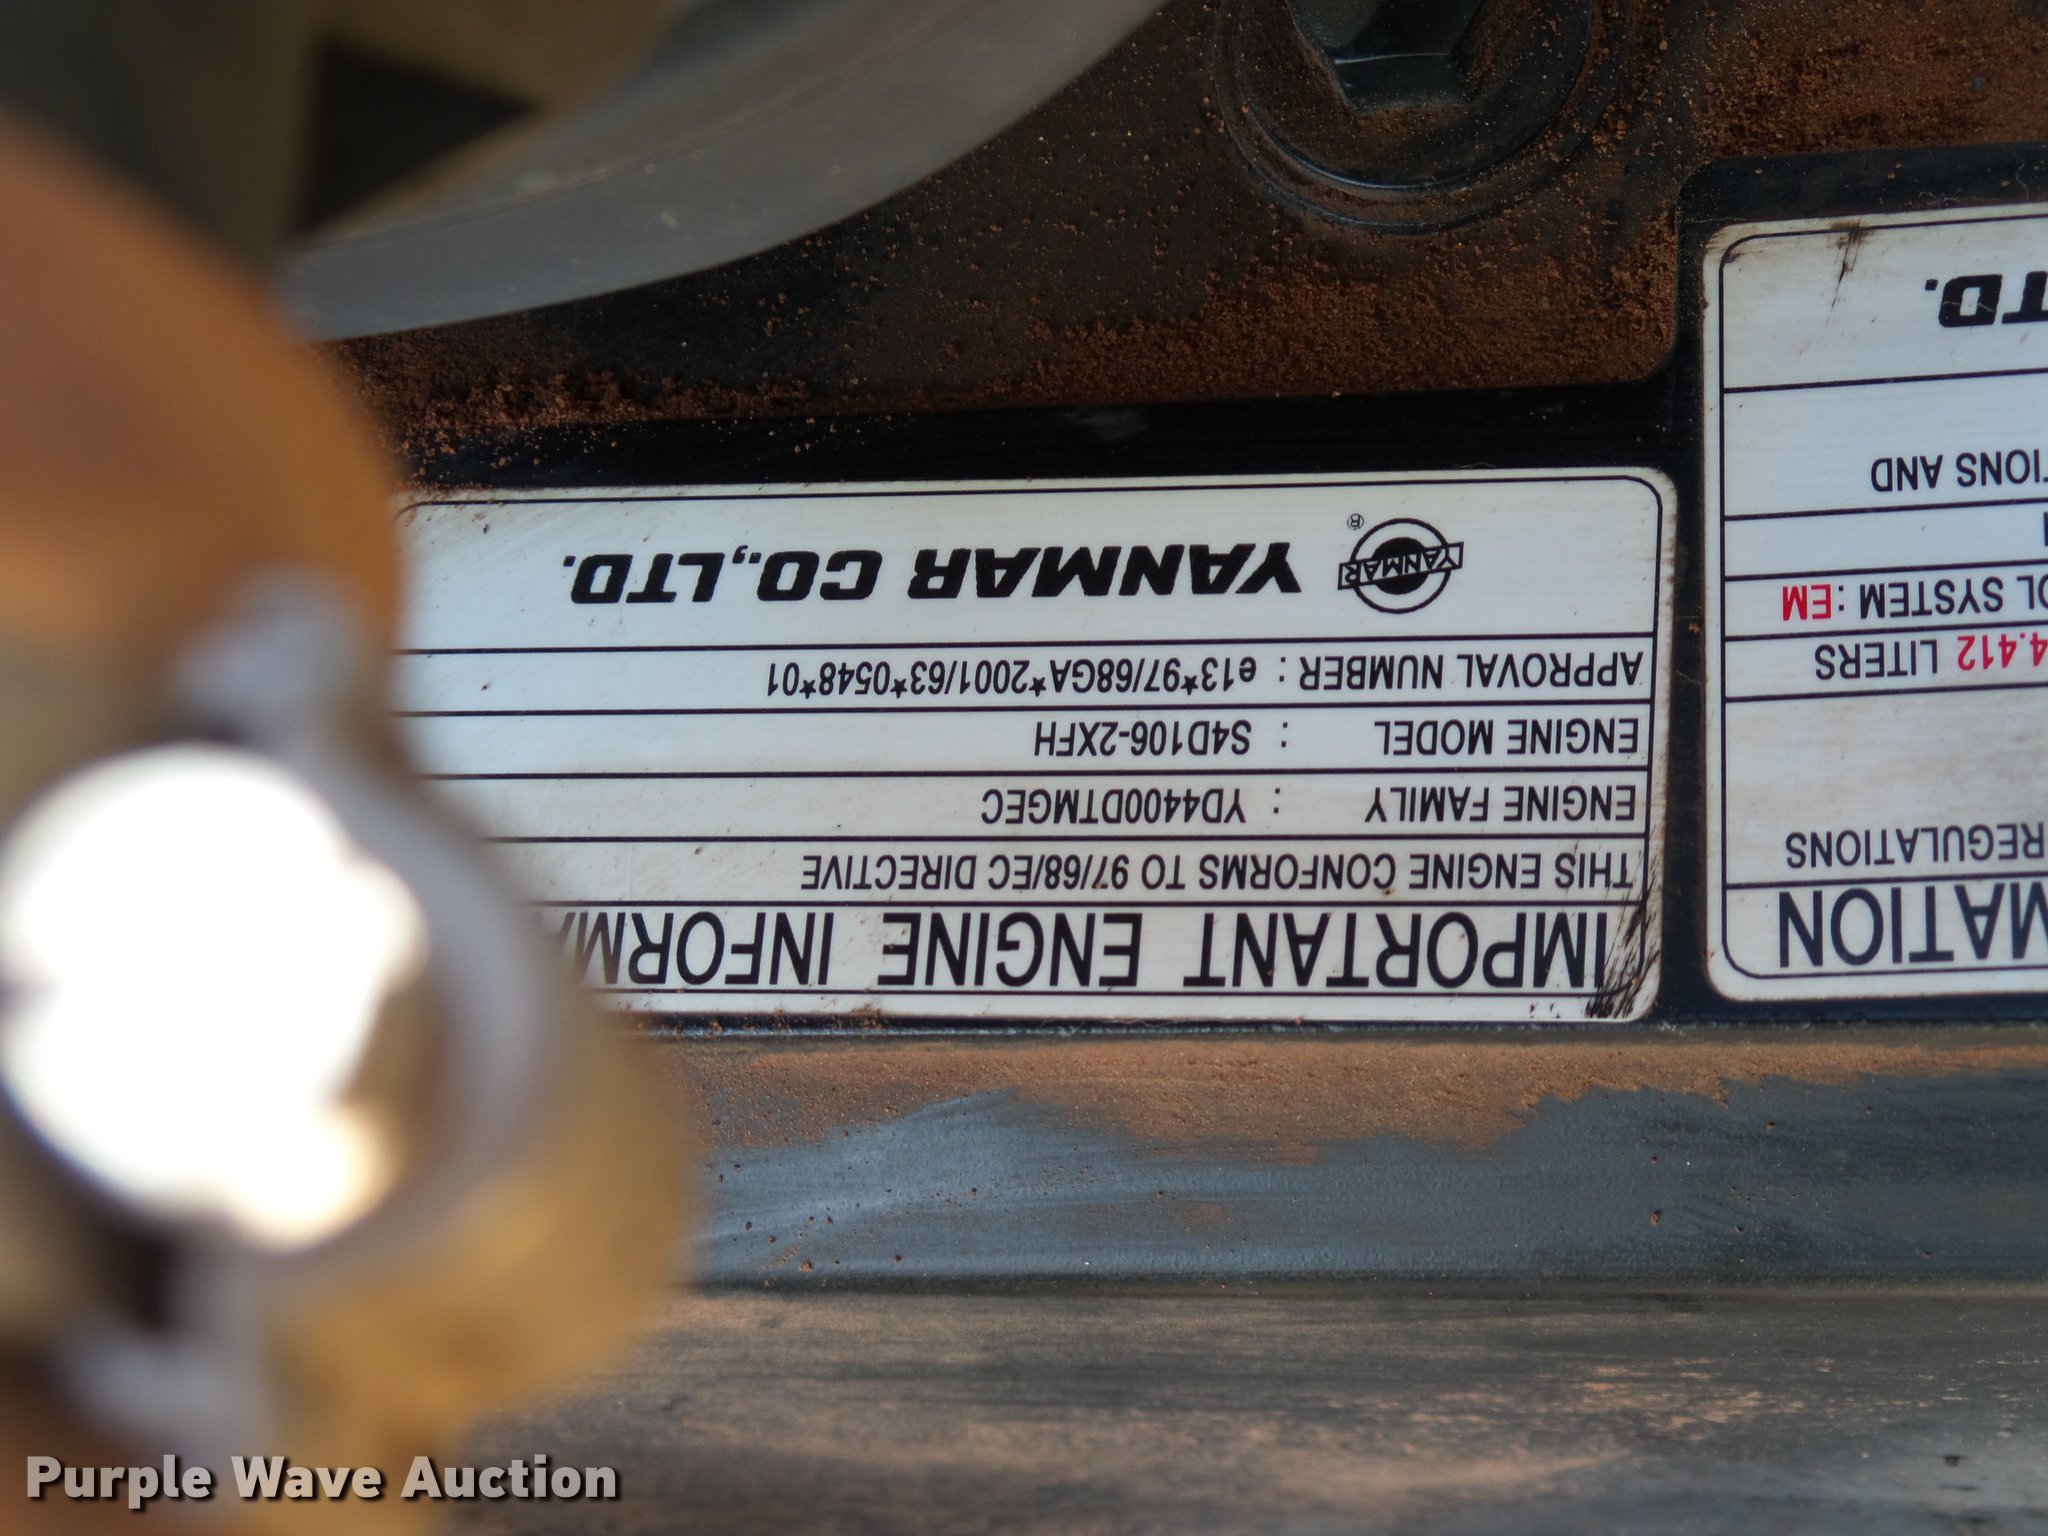 IMPORTANT ENGINE INFORMA
THIS ENGINE CONFORMS TO 97/68/EC DIRECTIVE
ENGINE FAMILY : YD4400DTMGEC
ENGINE MODEL : S4D106-2XFH
APPROVAL NUMBER : e13*97/68GA*2001/63*0548*01
YANMAR ® YANMAR CO.,LTD.
MATION
REGULATIONS
4.412 LITERS
OL SYSTEM : EM
TIONS AND
LTD.
Purple Wave Auction